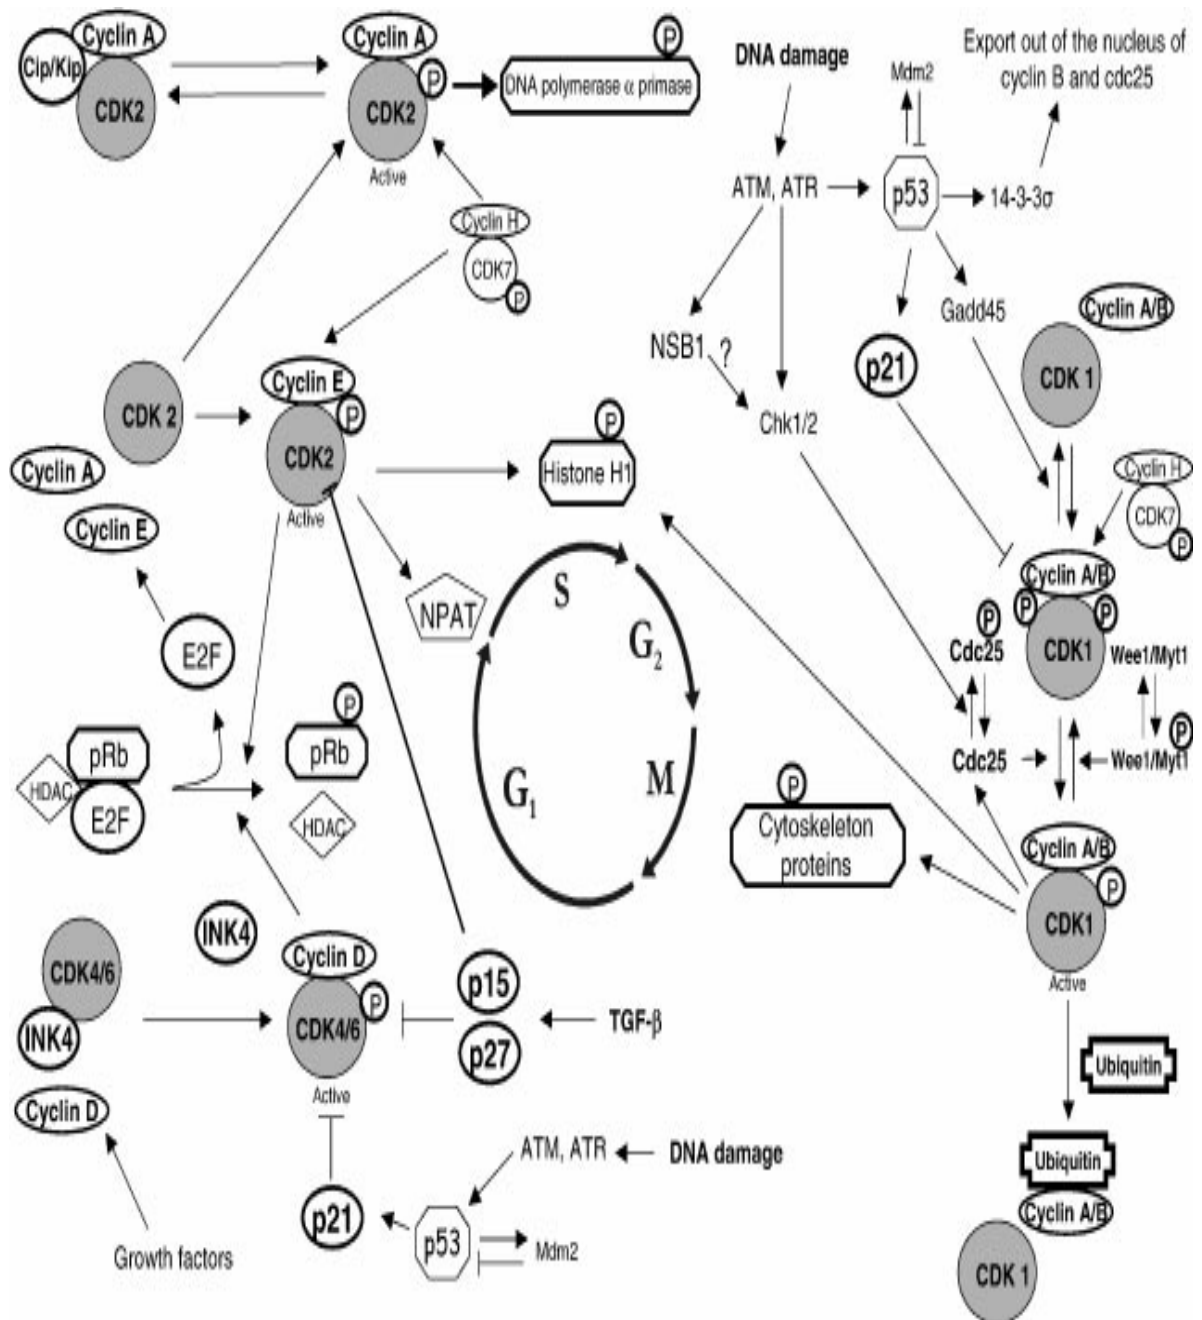 Cyclin A
Cip/Kip
CDK2
Cyclin A
P
CDK2
Active
P
DNA polymerase α primase
DNA damage
Mdm2
Export out of the nucleus of
cyclin B and cdc25
ATM, ATR
p53
14-3-3σ
Cyclin H
CDK7
P
NSB1
?
Chk1/2
p21
Gadd45
Cyclin A/B
CDK 1
CDK 2
Cyclin A
Cyclin E
Cyclin E
P
CDK2
Active
P
Histone H1
NPAT
Cyclin H
CDK7
P
Cyclin A/B
P
P
CDK1
P
Cdc25
Wee1/Myt1
Cdc25
P
Wee1/Myt1
E2F
pRb
HDAC
E2F
P
pRb
HDAC
S
G2
M
G1
P
Cytoskeleton
proteins
Cyclin A/B
P
CDK1
Active
CDK4/6
INK4
Cyclin D
INK4
Cyclin D
P
CDK4/6
Active
p15
p27
TGF-β
Ubiquitin
Ubiquitin
Cyclin A/B
CDK 1
ATM, ATR
DNA damage
p21
p53
Mdm2
Growth factors